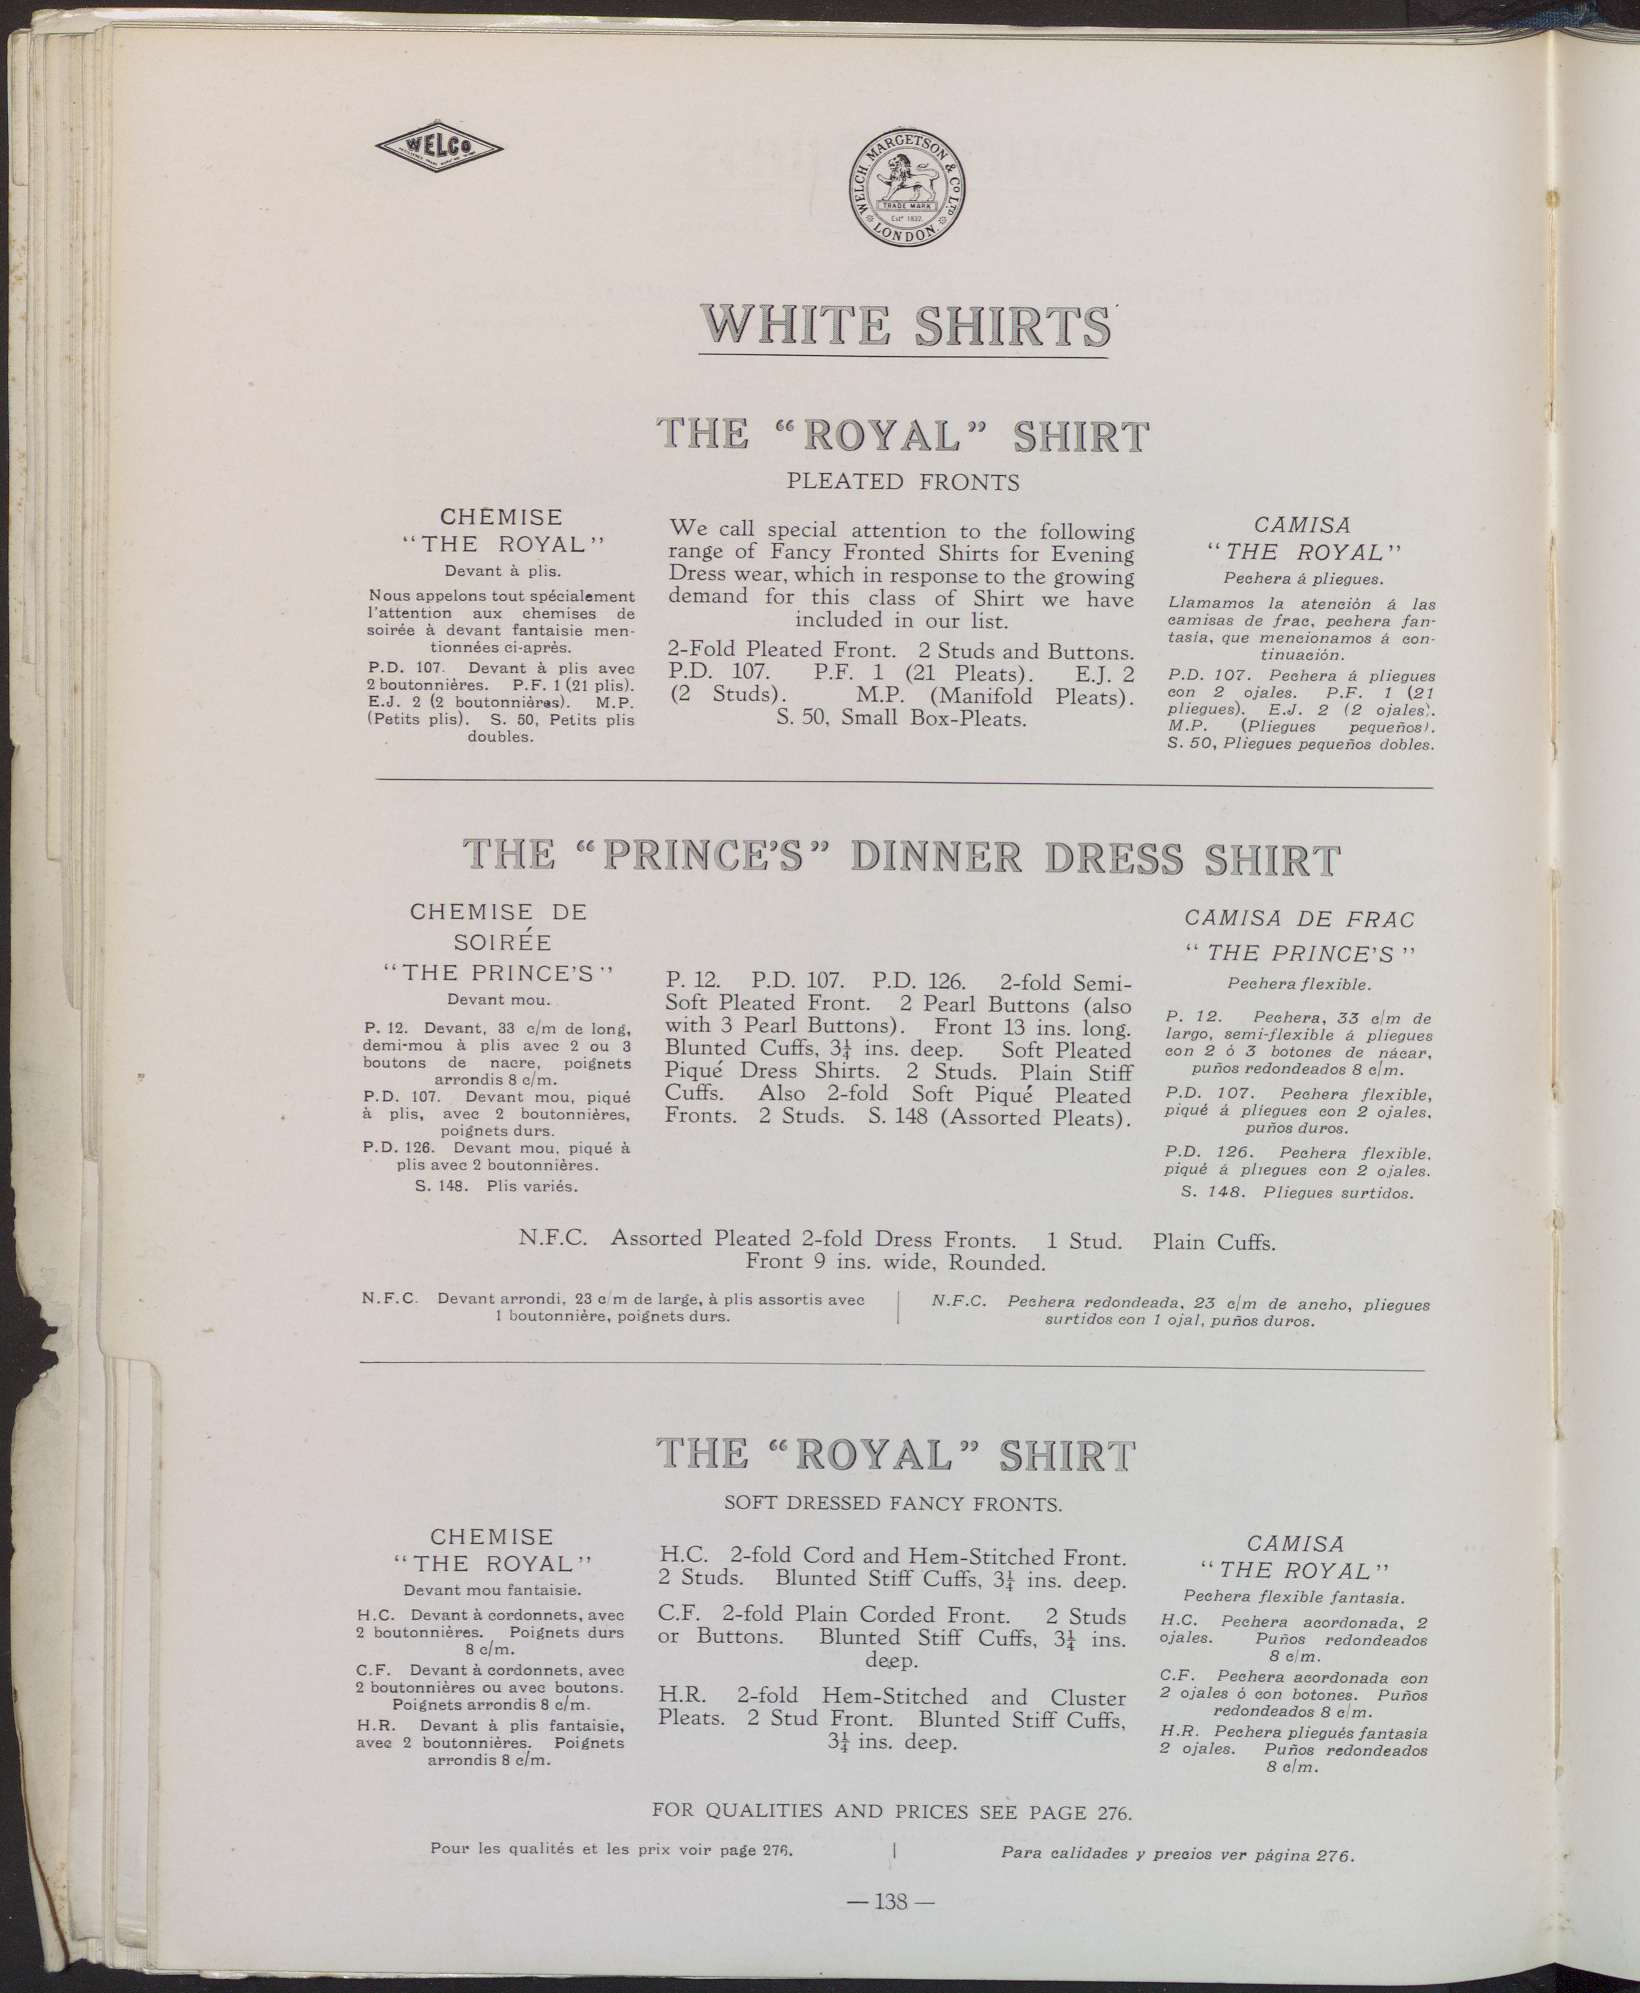 WELCO
WELCH, MARGETSON & CO LTD
TRADE MARK
Estd 1832.
LONDON
WHITE SHIRTS
THE "ROYAL" SHIRT
PLEATED FRONTS
CHEMISE
"THE ROYAL"
Devant à plis.
Nous appelons tout spécialement
l'attention aux chemises de
soirée à devant fantaisie men-
tionnées ci-après.
P.D. 107. Devant à plis avec
2 boutonnières. P.F. 1 (21 plis).
E.J. 2 (2 boutonnières). M.P.
(Petits plis). S. 50, Petits plis
doubles.
We call special attention to the following
range of Fancy Fronted Shirts for Evening
Dress wear, which in response to the growing
demand for this class of Shirt we have
included in our list.
2-Fold Pleated Front. 2 Studs and Buttons.
P.D. 107. P.F. 1 (21 Pleats). E.J. 2
(2 Studs). M.P. (Manifold Pleats).
S. 50, Small Box-Pleats.
CAMISA
"THE ROYAL"
Pechera á pliegues.
Llamamos la atención á las
camisas de frac, pechera fan-
tasia, que mencionamos á con-
tinuación.
P.D. 107. Pechera á pliegues
con 2 ojales. P.F. 1 (21
pliegues). E.J. 2 (2 ojales).
M.P. (Pliegues pequeños).
S. 50, Pliegues pequeños dobles.
THE "PRINCE'S" DINNER DRESS SHIRT
CHEMISE DE
SOIRÉE
"THE PRINCE'S"
Devant mou.
P. 12. Devant, 33 c/m de long,
demi-mou à plis avec 2 ou 3
boutons de nacre, poignets
arrondis 8 c/m.
P.D. 107. Devant mou, piqué
à plis, avec 2 boutonnières,
poignets durs.
P.D. 126. Devant mou, piqué à
plis avec 2 boutonnières.
S. 148. Plis variés.
P. 12. P.D. 107. P.D. 126. 2-fold Semi-
Soft Pleated Front. 2 Pearl Buttons (also
with 3 Pearl Buttons). Front 13 ins. long.
Blunted Cuffs, 3¼ ins. deep. Soft Pleated
Piqué Dress Shirts. 2 Studs. Plain Stiff
Cuffs. Also 2-fold Soft Piqué Pleated
Fronts. 2 Studs. S. 148 (Assorted Pleats).
CAMISA DE FRAC
"THE PRINCE'S"
Pechera flexible.
P. 12. Pechera, 33 c/m de
largo, semi-flexible á pliegues
con 2 ó 3 botones de nácar,
puños redondeados 8 c/m.
P.D. 107. Pechera flexible,
piqué á pliegues con 2 ojales,
puños duros.
P.D. 126. Pechera flexible,
piqué á pliegues con 2 ojales.
S. 148. Pliegues surtidos.
N.F.C. Assorted Pleated 2-fold Dress Fronts. 1 Stud. Plain Cuffs.
Front 9 ins. wide, Rounded.
N.F.C. Devant arrondi, 23 c/m de large, à plis assortis avec
1 boutonnière, poignets durs.
N.F.C. Pechera redondeada, 23 c/m de ancho, pliegues
surtidos con 1 ojal, puños duros.
THE "ROYAL" SHIRT
SOFT DRESSED FANCY FRONTS.
CHEMISE
"THE ROYAL"
Devant mou fantaisie.
H.C. Devant à cordonnets, avec
2 boutonnières. Poignets durs
8 c/m.
C.F. Devant à cordonnets, avec
2 boutonnières ou avec boutons.
Poignets arrondis 8 c/m.
H.R. Devant à plis fantaisie,
avec 2 boutonnières. Poignets
arrondis 8 c/m.
H.C. 2-fold Cord and Hem-Stitched Front.
2 Studs. Blunted Stiff Cuffs, 3¼ ins. deep.
C.F. 2-fold Plain Corded Front. 2 Studs
or Buttons. Blunted Stiff Cuffs, 3¼ ins.
deep.
H.R. 2-fold Hem-Stitched and Cluster
Pleats. 2 Stud Front. Blunted Stiff Cuffs,
3¼ ins. deep.
CAMISA
"THE ROYAL"
Pechera flexible fantasía.
H.C. Pechera acordonada, 2
ojales. Puños redondeados
8 c/m.
C.F. Pechera acordonada con
2 ojales ó con botones. Puños
redondeados 8 c/m.
H.R. Pechera pliegués fantasia
2 ojales. Puños redondeados
8 c/m.
FOR QUALITIES AND PRICES SEE PAGE 276.
Pour les qualités et les prix voir page 276.
Para calidades y precios ver página 276.
— 138 —